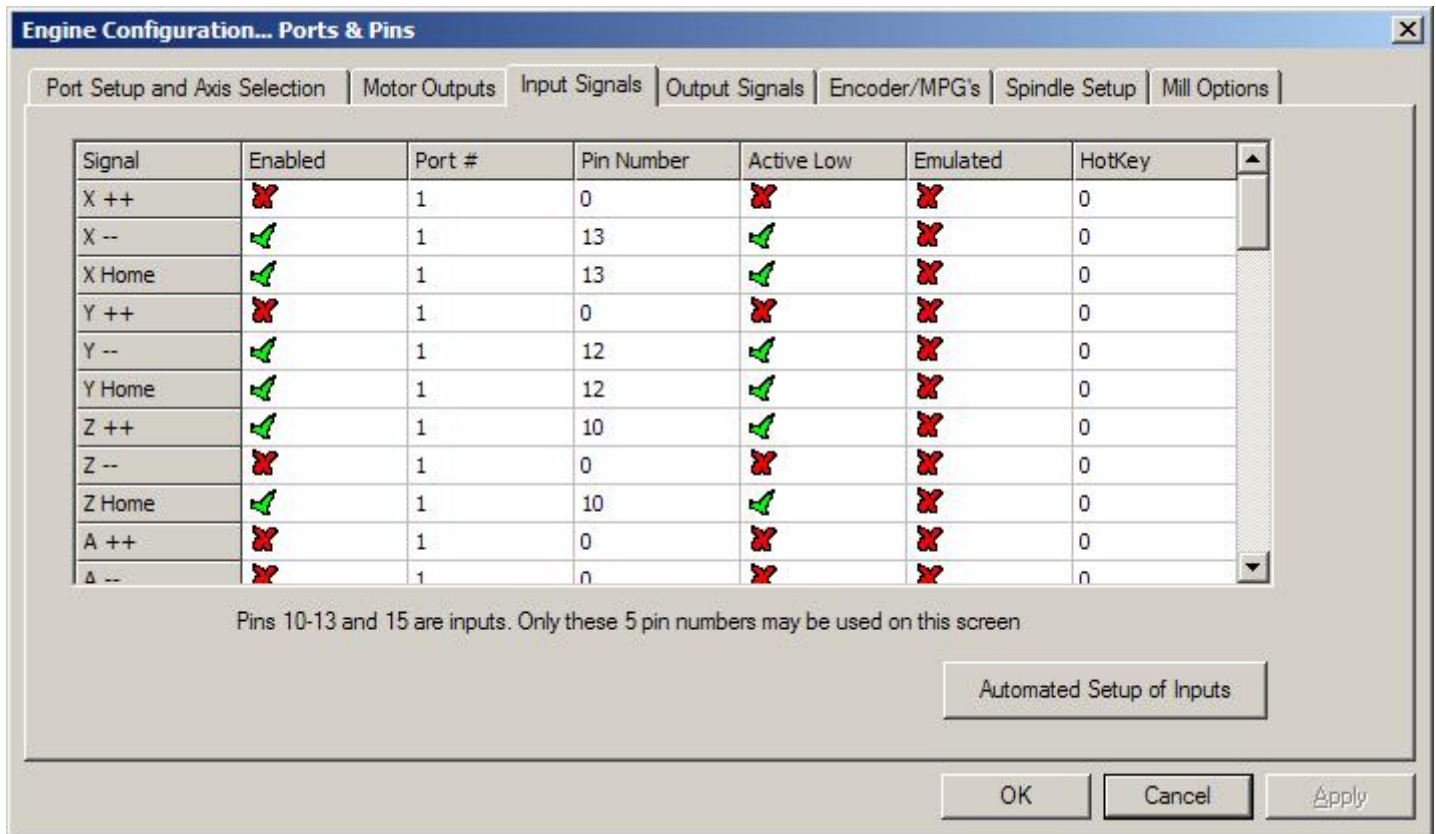 Engine Configuration... Ports & Pins
Port Setup and Axis Selection Motor Outputs Input Signals Output Signals Encoder/MPG's Spindle Setup Mill Options
Signal Enabled Port # Pin Number Active Low Emulated HotKey
X ++ 1 0 0
X -- 1 13 0
X Home 1 13 0
Y ++ 1 0 0
Y -- 1 12 0
Y Home 1 12 0
Z ++ 1 10 0
Z -- 1 0 0
Z Home 1 10 0
A ++ 1 0 0
A -- 1 0 0
Pins 10-13 and 15 are inputs. Only these 5 pin numbers may be used on this screen
Automated Setup of Inputs
OK Cancel Apply